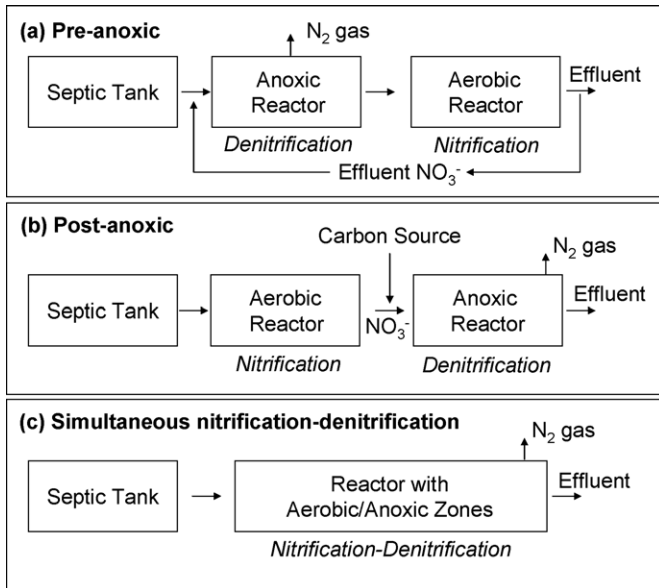 (a) Pre-anoxic
N₂ gas
Septic Tank
Anoxic
Reactor
Aerobic
Reactor
Effluent
Denitrification
Nitrification
Effluent NO₃⁻
(b) Post-anoxic
Carbon Source
N₂ gas
Septic Tank
Aerobic
Reactor
NO₃⁻
Anoxic
Reactor
Effluent
Nitrification
Denitrification
(c) Simultaneous nitrification-denitrification
N₂ gas
Septic Tank
Reactor with
Aerobic/Anoxic Zones
Effluent
Nitrification-Denitrification